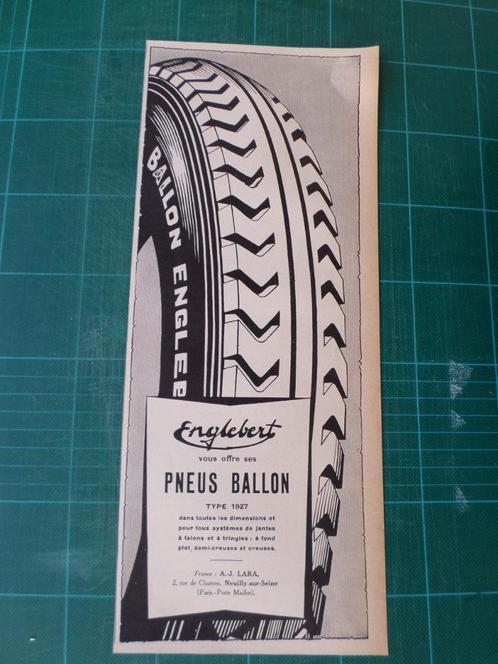 BALLON ENGLEB
Englebert
vous offre ses
PNEUS BALLON
TYPE 1927
dans toutes les dimensions et
pour tous systèmes de jantes
à talons et à tringles : à fond
plat, demi-creuses et creuses.
France : A.-J. LARA,
2, rue de Chartres, Neuilly-sur-Seine
(Paris-Porte Maillot).